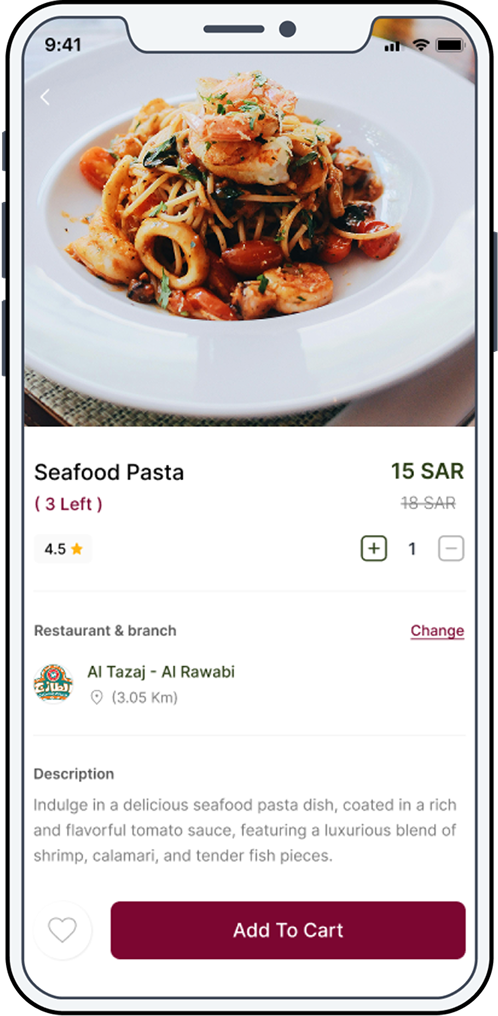 9:41
Seafood Pasta
15 SAR
( 3 Left )
18 SAR
4.5
1
Restaurant & branch
Change
Al Tazaj - Al Rawabi
(3.05 Km)
Description
Indulge in a delicious seafood pasta dish, coated in a rich
and flavorful tomato sauce, featuring a luxurious blend of
shrimp, calamari, and tender fish pieces.
Add To Cart